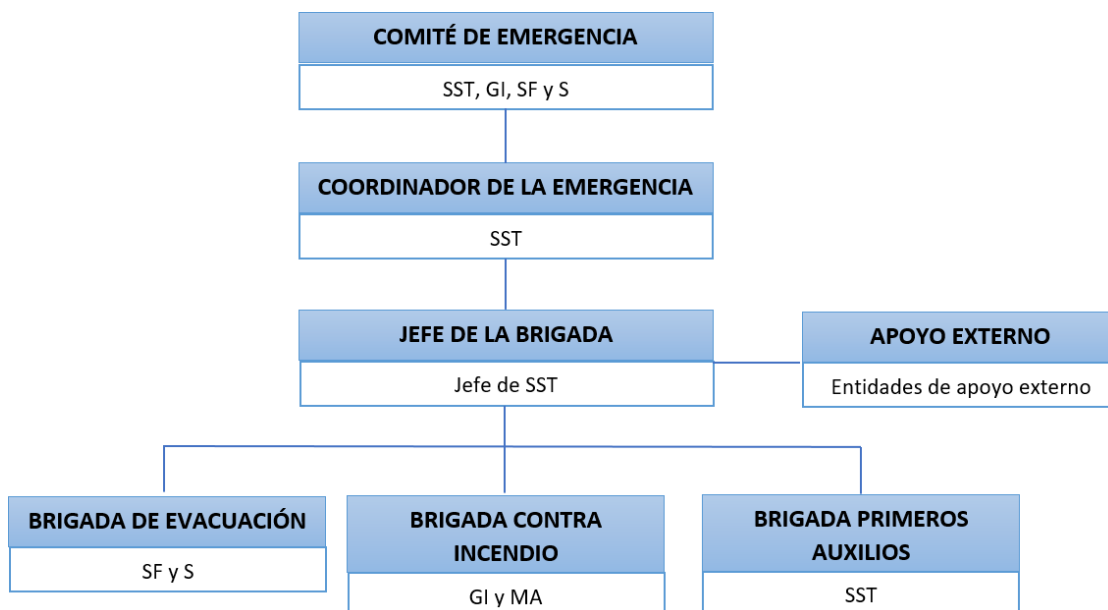 COMITÉ DE EMERGENCIA
SST, GI, SF y S
COORDINADOR DE LA EMERGENCIA
SST
JEFE DE LA BRIGADA
Jefe de SST
APOYO EXTERNO
Entidades de apoyo externo
BRIGADA DE EVACUACIÓN
SF y S
BRIGADA CONTRA
INCENDIO
GI y MA
BRIGADA PRIMEROS
AUXILIOS
SST